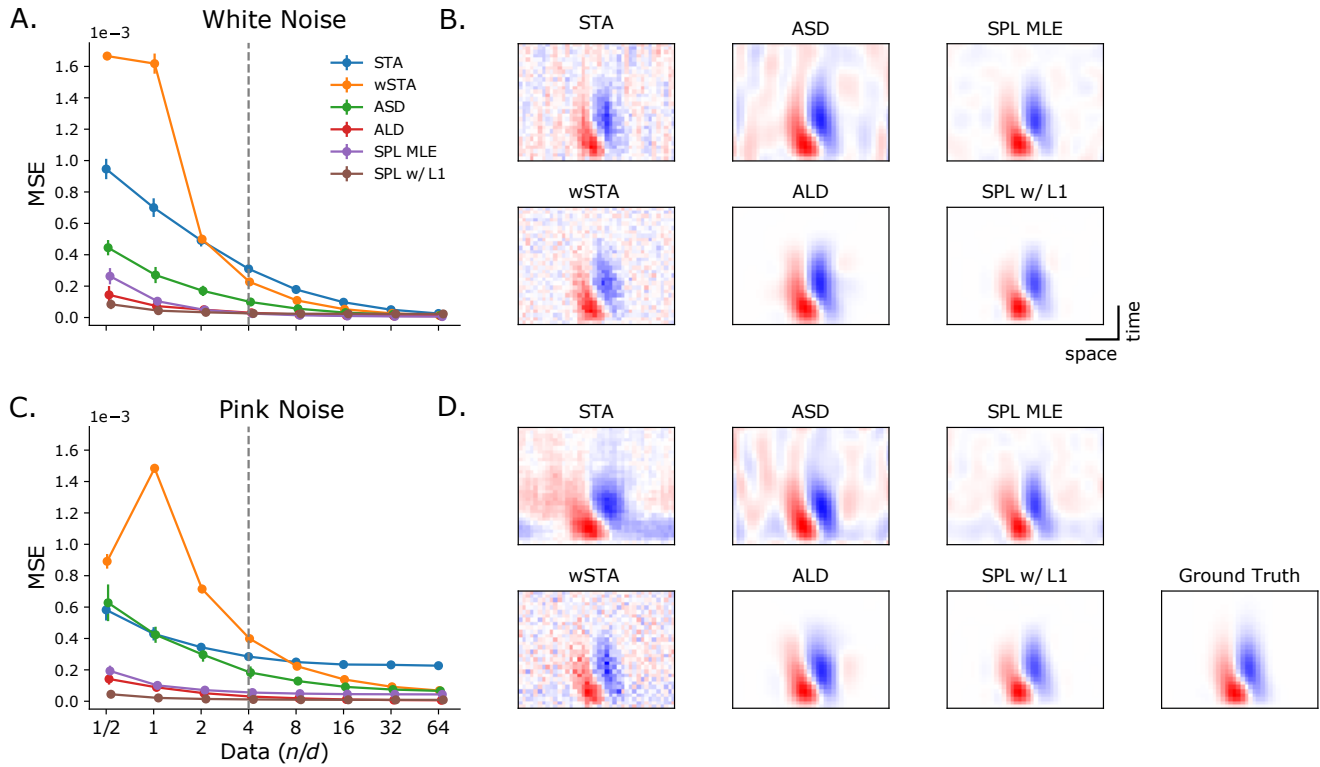 A.
White Noise
1e−3
1.6
1.4
1.2
1.0
0.8
0.6
0.4
0.2
0.0
MSE
STA
wSTA
ASD
ALD
SPL MLE
SPL w/ L1
B.
STA
ASD
SPL MLE
wSTA
ALD
SPL w/ L1
space
time
C.
Pink Noise
1e−3
1.6
1.4
1.2
1.0
0.8
0.6
0.4
0.2
0.0
MSE
1/2 1 2 4 8 16 32 64
Data (n/d)
D.
STA
ASD
SPL MLE
wSTA
ALD
SPL w/ L1
Ground Truth